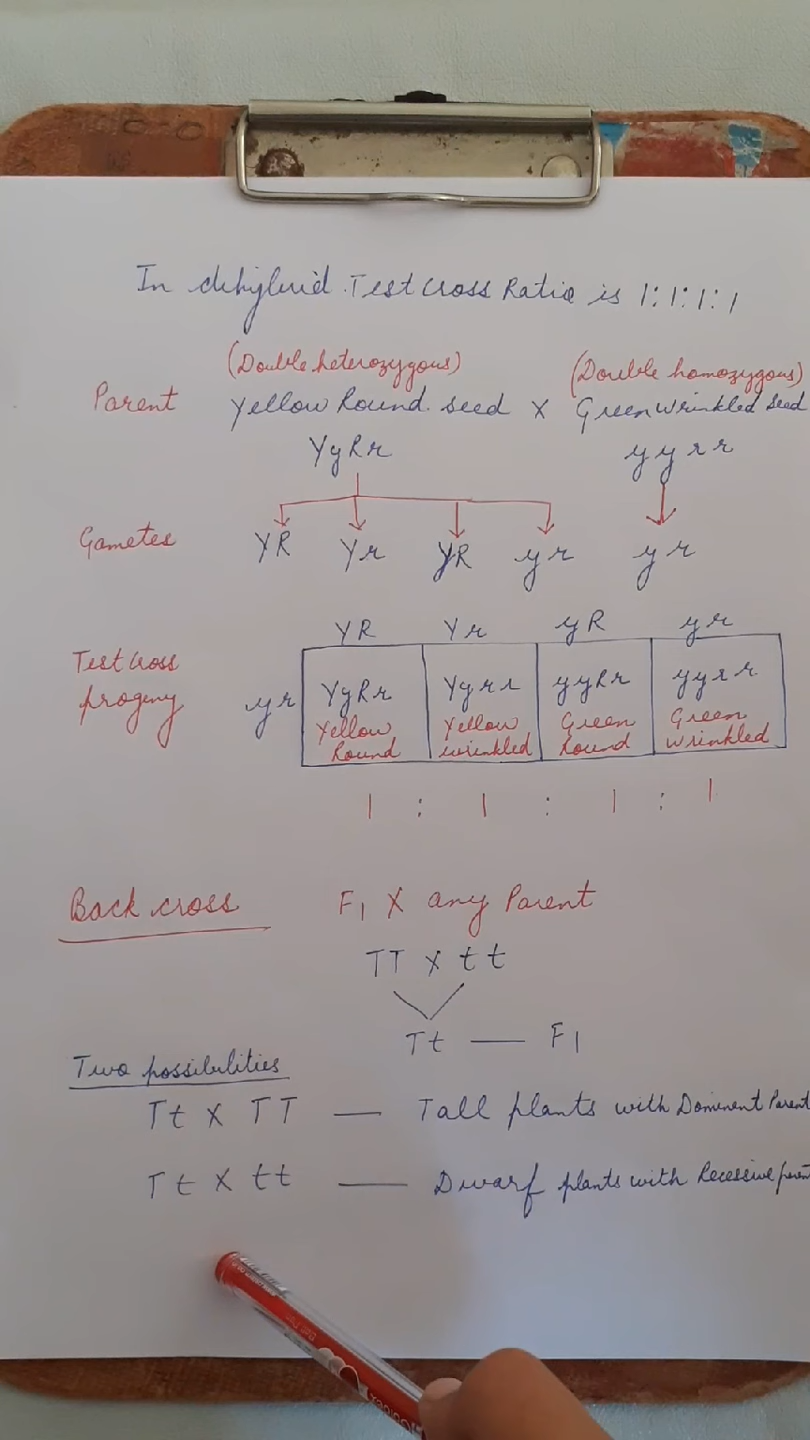 In dihybrid Test Cross Ratio is 1:1:1:1
(Double heterozygous) (Double homozygous)
Parent Yellow Round seed X Green wrinkled seed
YyRr yyrr
Gametes YR Yr yR yr yr
YR Yr yR yr
Test Cross progeny yr YyRr Yyrr yyRr yyrr
Yellow Round Yellow wrinkled Green Round Green wrinkled
1 : 1 : 1 : 1
Back cross F1 X any Parent
TT X tt
Tt — F1
Two possibilities
Tt X TT — Tall plants with Dominent Parent
Tt X tt — Dwarf plants with Recessive parent